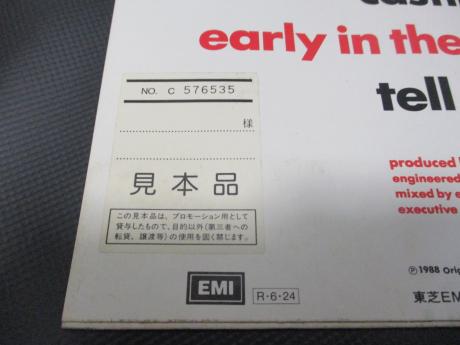 early in the
tell
NO. C 576535
様
見本品
この見本品は、プロモーション用として
貸与したもので、目的以外(第三者への
転貸、譲渡等)の使用を固く禁じます。
produced
engineered
mixed by
executive
℗1988
東芝EM
EMI
R・6・24